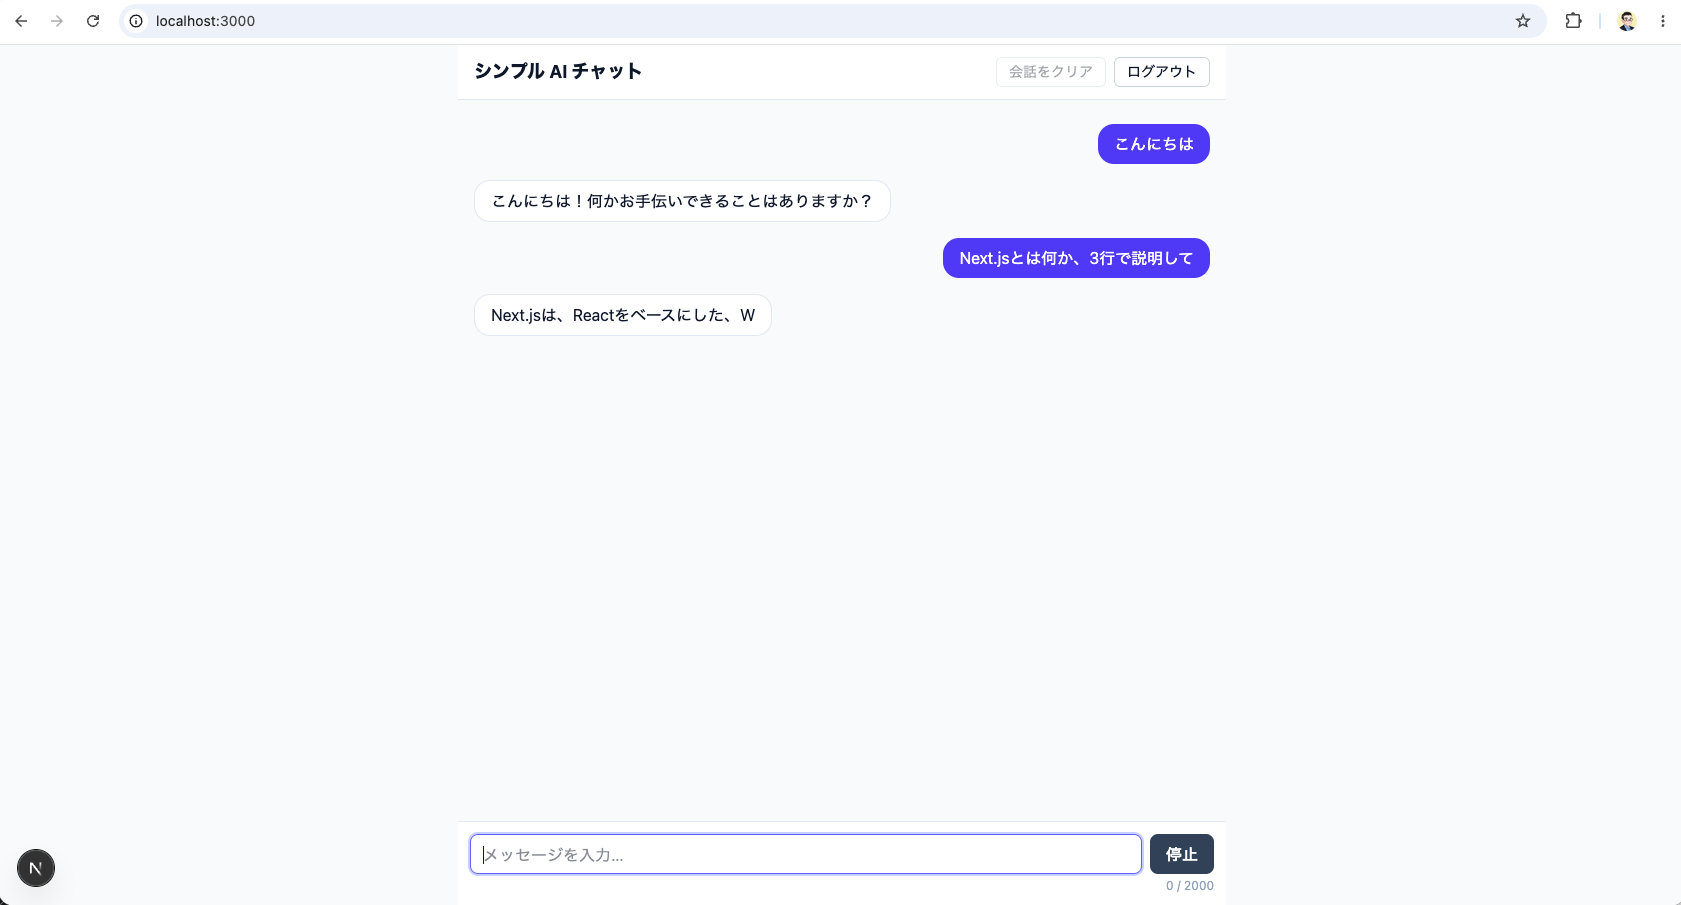 localhost:3000
シンプル AI チャット
会話をクリア
ログアウト
こんにちは
こんにちは！何かお手伝いできることはありますか？
Next.jsとは何か、3行で説明して
Next.jsは、Reactをベースにした、W
メッセージを入力...
停止
0 / 2000
N